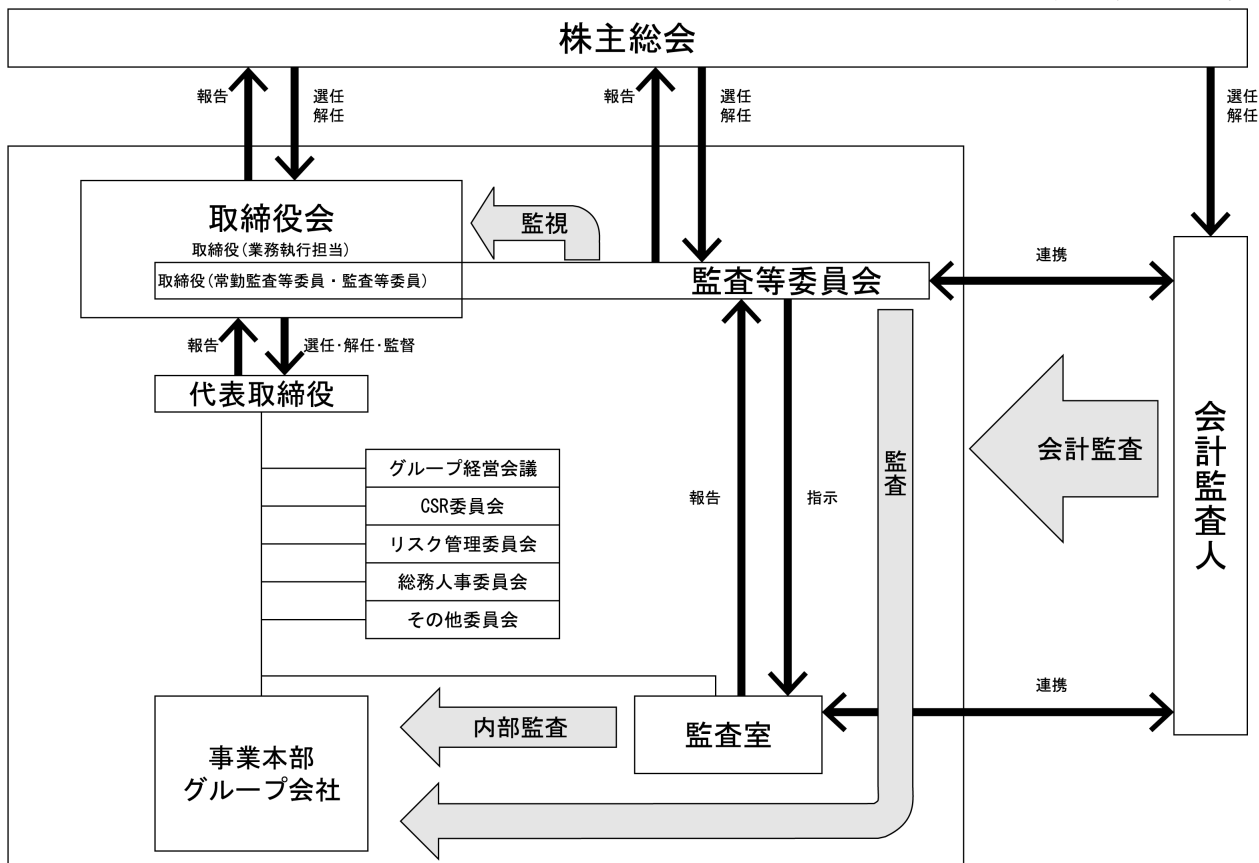 株主総会
報告
選任
解任
報告
選任
解任
選任
解任
取締役会
取締役(業務執行担当)
取締役(常勤監査等委員・監査等委員)
監視
監査等委員会
連携
報告
選任・解任・監督
代表取締役
グループ経営会議
CSR委員会
リスク管理委員会
総務人事委員会
その他委員会
報告
指示
監査
会計監査
会計監査人
連携
事業本部
グループ会社
内部監査
監査室